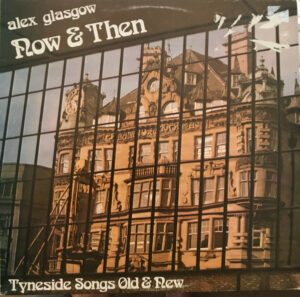 alex glasgow
Now & Then
Tyneside Songs Old & New